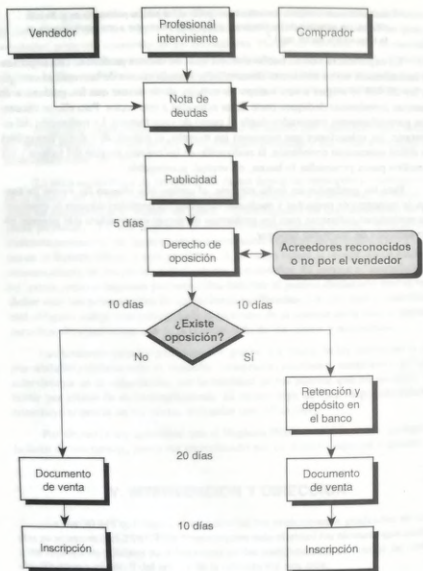 Vendedor
Profesional
interviniente
Comprador
Nota de
deudas
Publicidad
5 días
Derecho de
oposición
Acreedores reconocidos
o no por el vendedor
10 días
10 días
¿Existe
oposición?
No
Sí
Retención y
depósito en
el banco
20 días
Documento
de venta
Documento
de venta
10 días
Inscripción
Inscripción